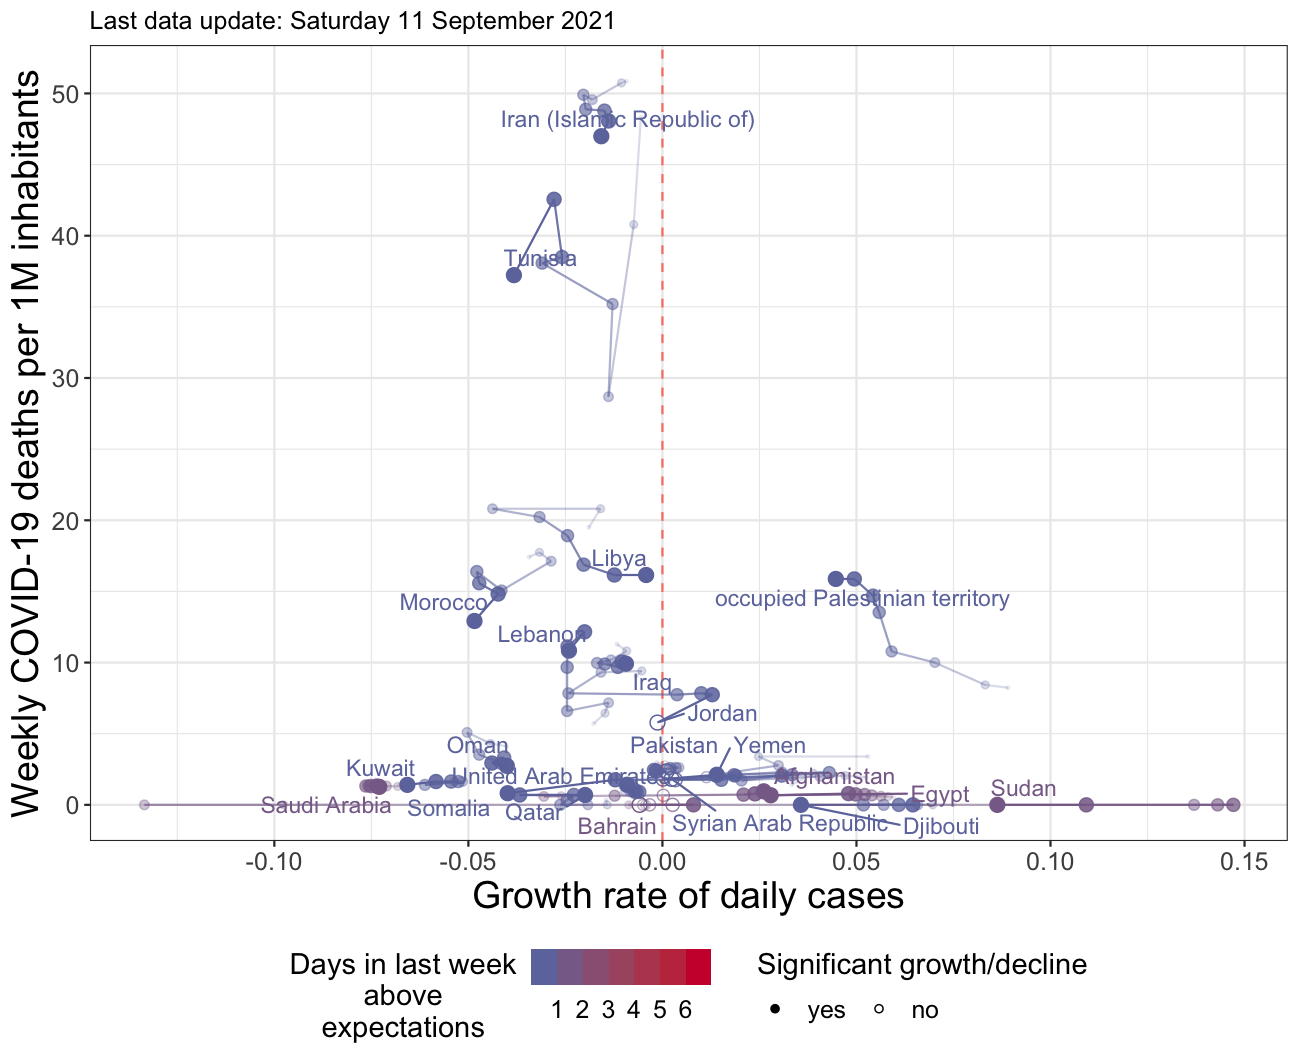 Last data update: Saturday 11 September 2021
Weekly COVID-19 deaths per 1M inhabitants
50
40
30
20
10
0
Iran (Islamic Republic of)
Tunisia
Libya
occupied Palestinian territory
Morocco
Lebanon
Iraq
Jordan
Oman
Pakistan
Yemen
Kuwait
United Arab Emirates
Afghanistan
Sudan
Egypt
Saudi Arabia
Somalia
Qatar
Bahrain
Syrian Arab Republic
Djibouti
-0.10
-0.05
0.00
0.05
0.10
0.15
Growth rate of daily cases
Days in last week
above
expectations
1 2 3 4 5 6
Significant growth/decline
yes
no